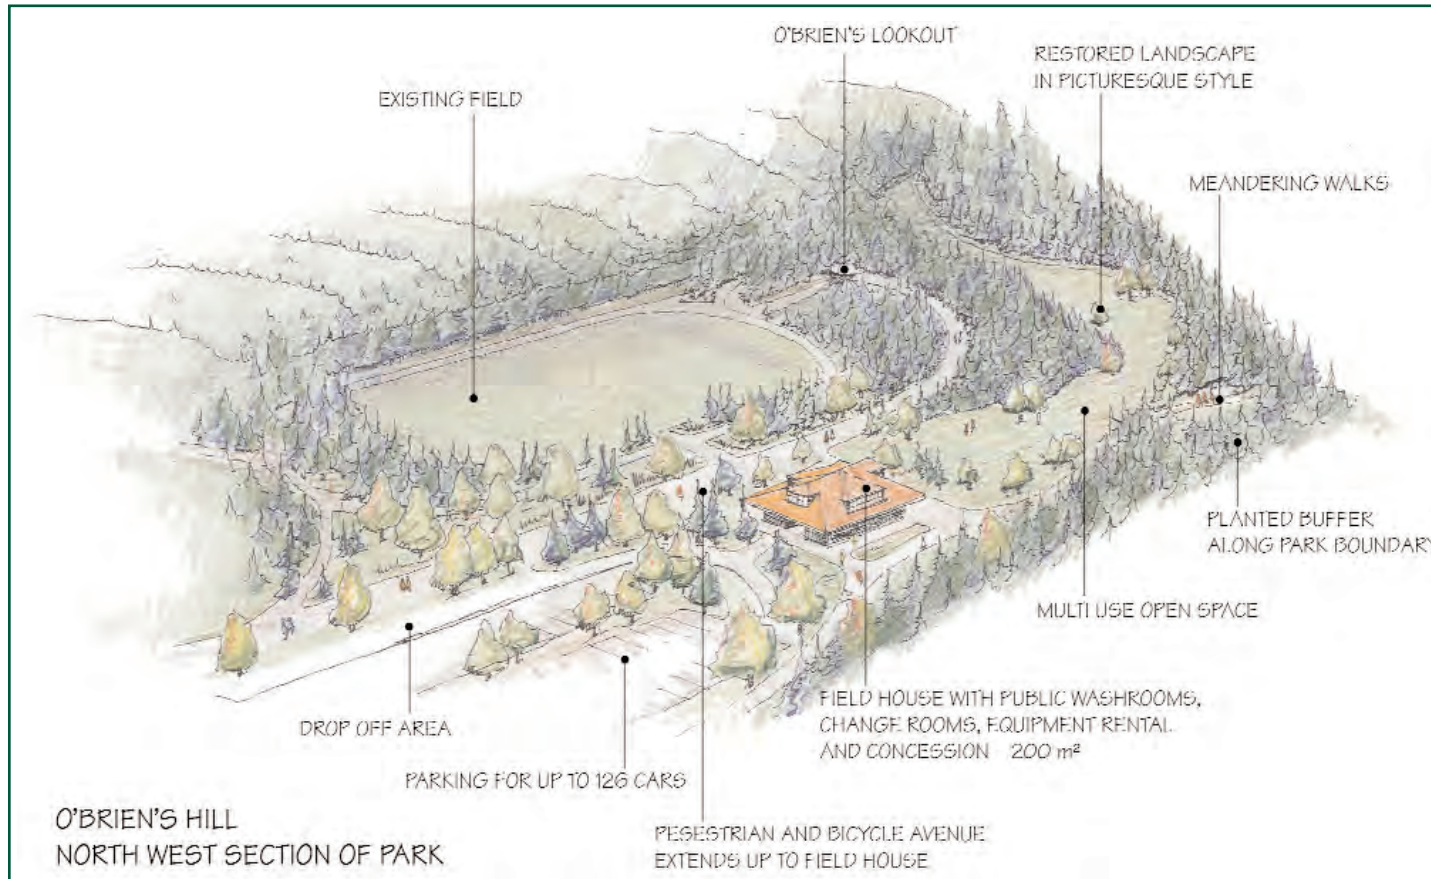 O'BRIEN'S LOOKOUT
RESTORED LANDSCAPE
IN PICTURESQUE STYLE
EXISTING FIELD
MEANDERING WALKS
PLANTED BUFFER
ALONG PARK BOUNDARY
MULTI USE OPEN SPACE
FIELD HOUSE WITH PUBLIC WASHROOMS,
CHANGE ROOMS, EQUIPMENT RENTAL
AND CONCESSION 200 m²
DROP OFF AREA
PARKING FOR UP TO 126 CARS
PESESTRIAN AND BICYCLE AVENUE
EXTENDS UP TO FIELD HOUSE
O'BRIEN'S HILL
NORTH WEST SECTION OF PARK